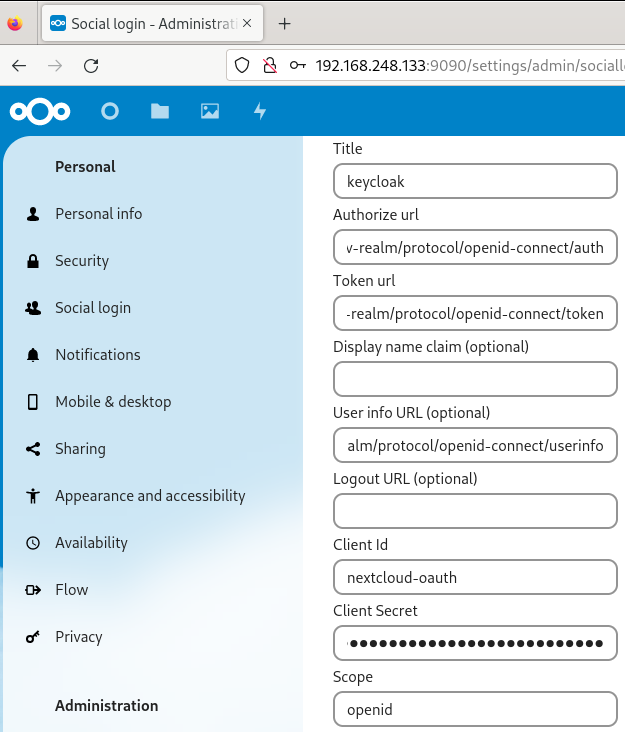 Social login - Administrati
192.168.248.133:9090/settings/admin/sociall
Personal
Personal info
Security
Social login
Notifications
Mobile & desktop
Sharing
Appearance and accessibility
Availability
Flow
Privacy
Administration
Title
keycloak
Authorize url
v-realm/protocol/openid-connect/auth
Token url
-realm/protocol/openid-connect/token
Display name claim (optional)
User info URL (optional)
alm/protocol/openid-connect/userinfo
Logout URL (optional)
Client Id
nextcloud-oauth
Client Secret
Scope
openid